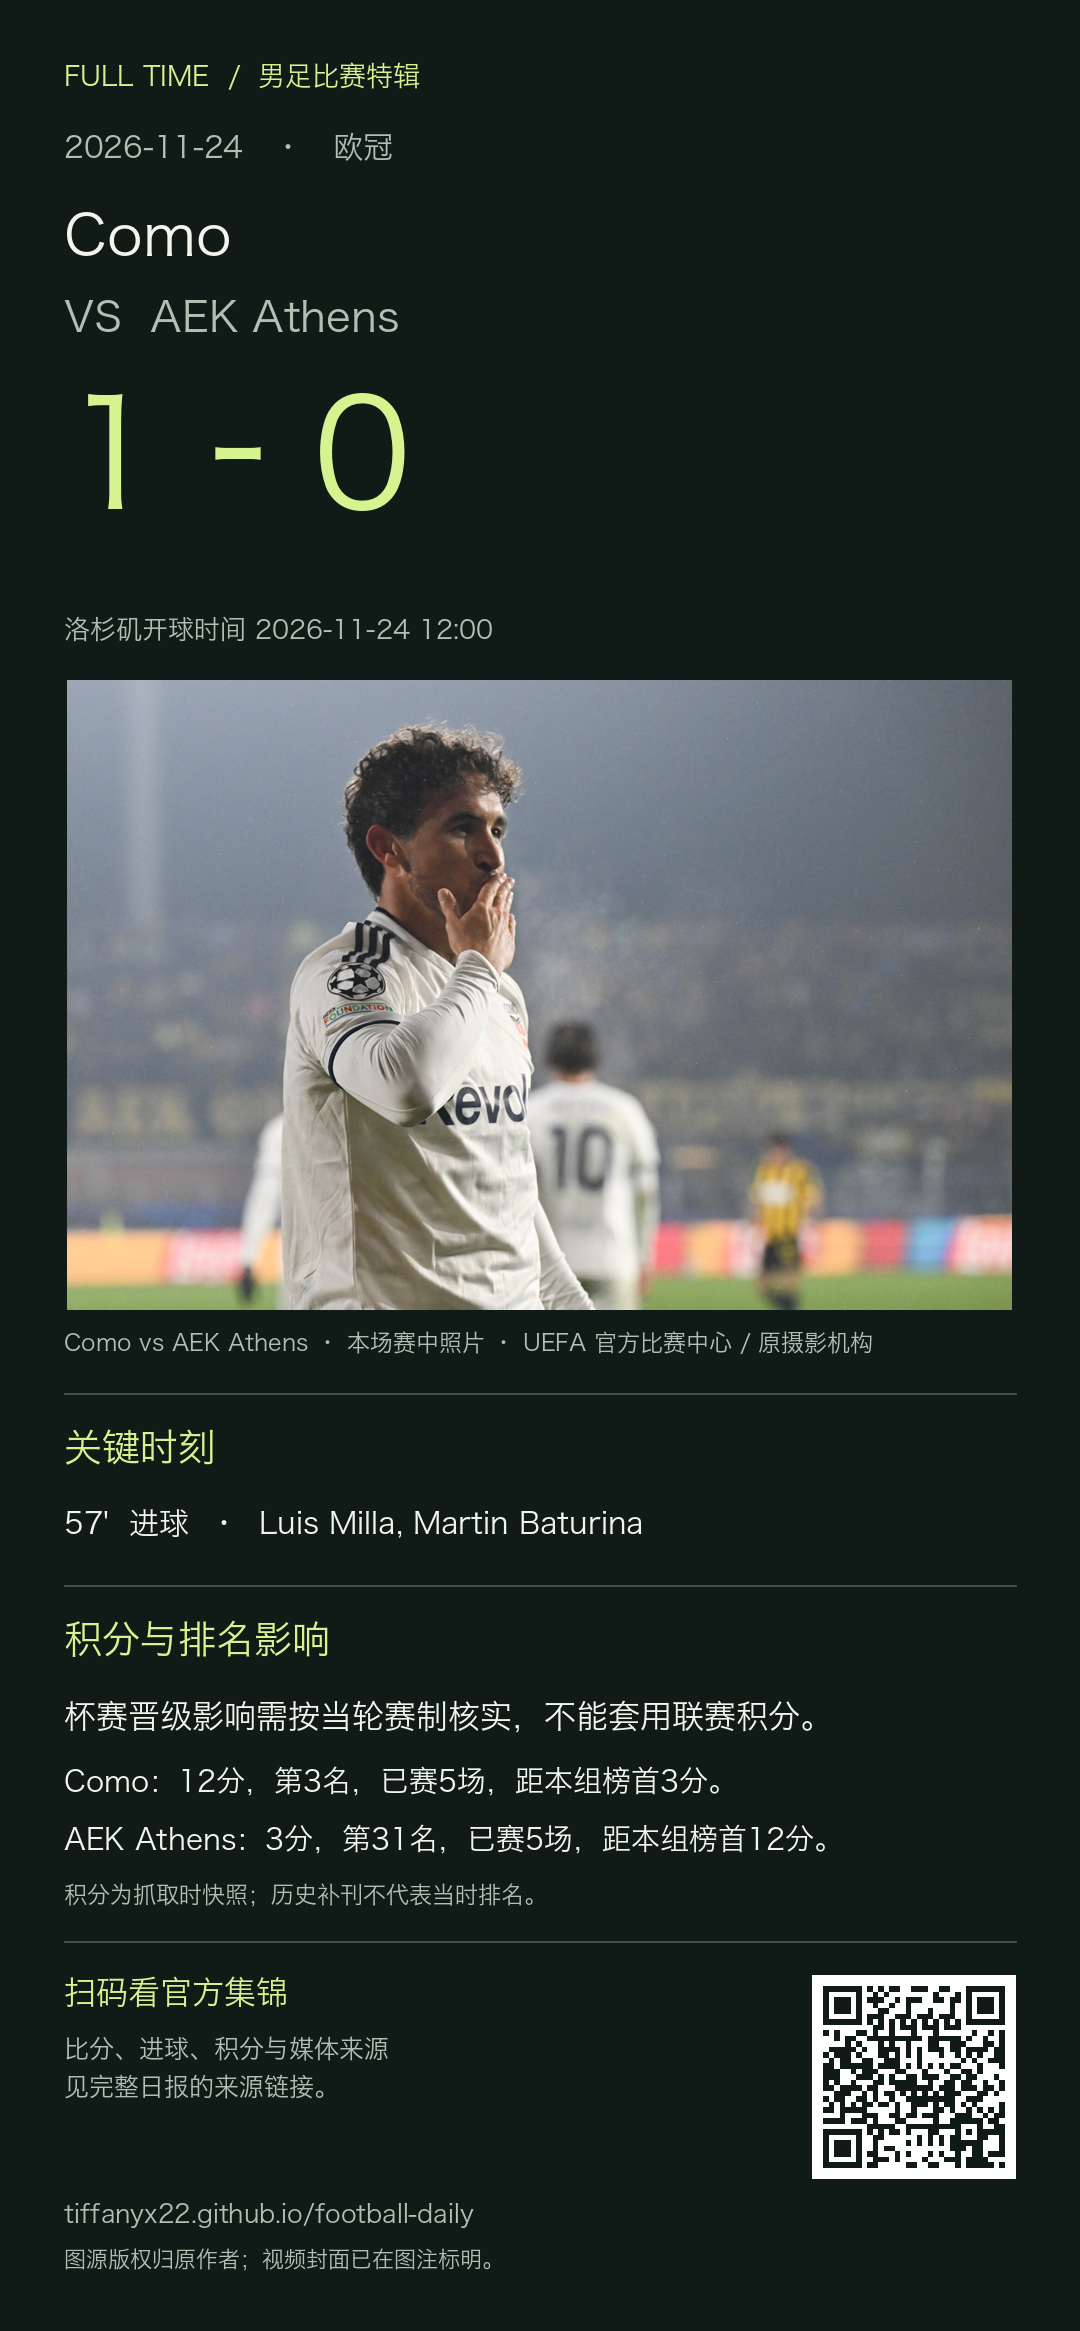 FULL TIME / 男足比赛特辑
2026-11-24 · 欧冠
Como
VS AEK Athens
1 - 0
洛杉矶开球时间 2026-11-24 12:00
FOUNDATION
Revol
10
Como vs AEK Athens · 本场赛中照片 · UEFA 官方比赛中心 / 原摄影机构
关键时刻
57' 进球 · Luis Milla, Martin Baturina
积分与排名影响
杯赛晋级影响需按当轮赛制核实，不能套用联赛积分。
Como：12分，第3名，已赛5场，距本组榜首3分。
AEK Athens：3分，第31名，已赛5场，距本组榜首12分。
积分为抓取时快照；历史补刊不代表当时排名。
扫码看官方集锦
比分、进球、积分与媒体来源
见完整日报的来源链接。
tiffanyx22.github.io/football-daily
图源版权归原作者；视频封面已在图注标明。